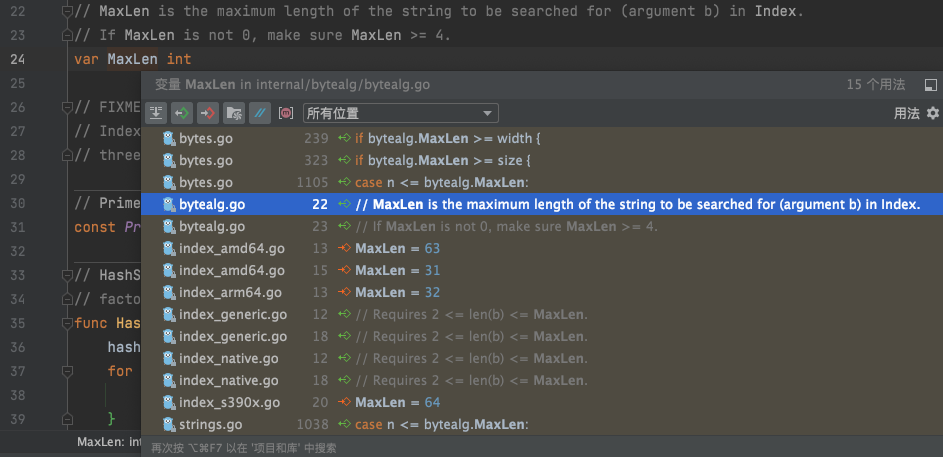 22 // MaxLen is the maximum length of the string to be searched for (argument b) in Index.
23 // If MaxLen is not 0, make sure MaxLen >= 4.
24 var MaxLen int
25 变量 MaxLen in internal/bytealg/bytealg.go 15 个用法
26 // FIXME 所有位置 用法
27 // Index bytes.go 239 if bytealg.MaxLen >= width {
28 // three bytes.go 323 if bytealg.MaxLen >= size {
29 bytes.go 1105 case n <= bytealg.MaxLen:
30 // Prime bytealg.go 22 // MaxLen is the maximum length of the string to be searched for (argument b) in Index.
31 const Pr bytealg.go 23 // If MaxLen is not 0, make sure MaxLen >= 4.
32 index_amd64.go 13 MaxLen = 63
33 // HashS index_amd64.go 15 MaxLen = 31
34 // facto index_arm64.go 13 MaxLen = 32
35 func Has index_generic.go 12 // Requires 2 <= len(b) <= MaxLen.
36 hash index_generic.go 18 // Requires 2 <= len(b) <= MaxLen.
37 for index_native.go 12 // Requires 2 <= len(b) <= MaxLen.
38 index_native.go 18 // Requires 2 <= len(b) <= MaxLen.
39 } index_s390x.go 20 MaxLen = 64
strings.go 1038 case n <= bytealg.MaxLen:
MaxLen: int 再次按 ⌥⌘F7 以在 '项目和库' 中搜索